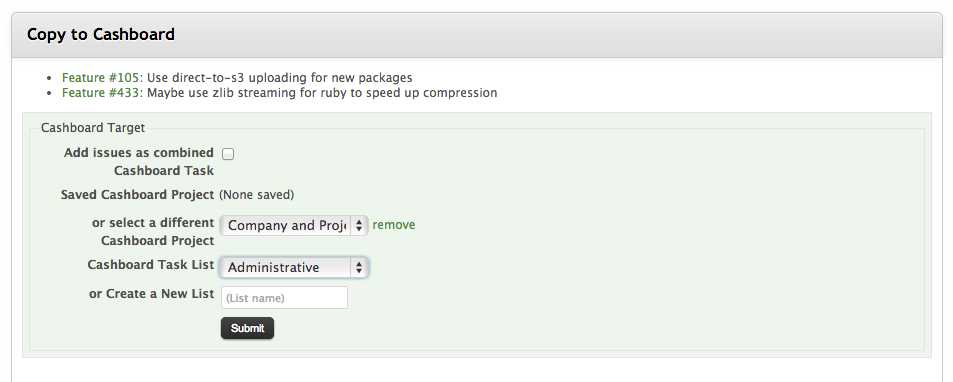 Copy to Cashboard
Feature #105: Use direct-to-s3 uploading for new packages
Feature #433: Maybe use zlib streaming for ruby to speed up compression
Cashboard Target
Add issues as combined
Cashboard Task
Saved Cashboard Project (None saved)
or select a different
Cashboard Project
Company and Proj
remove
Cashboard Task List Administrative
or Create a New List (List name)
Submit